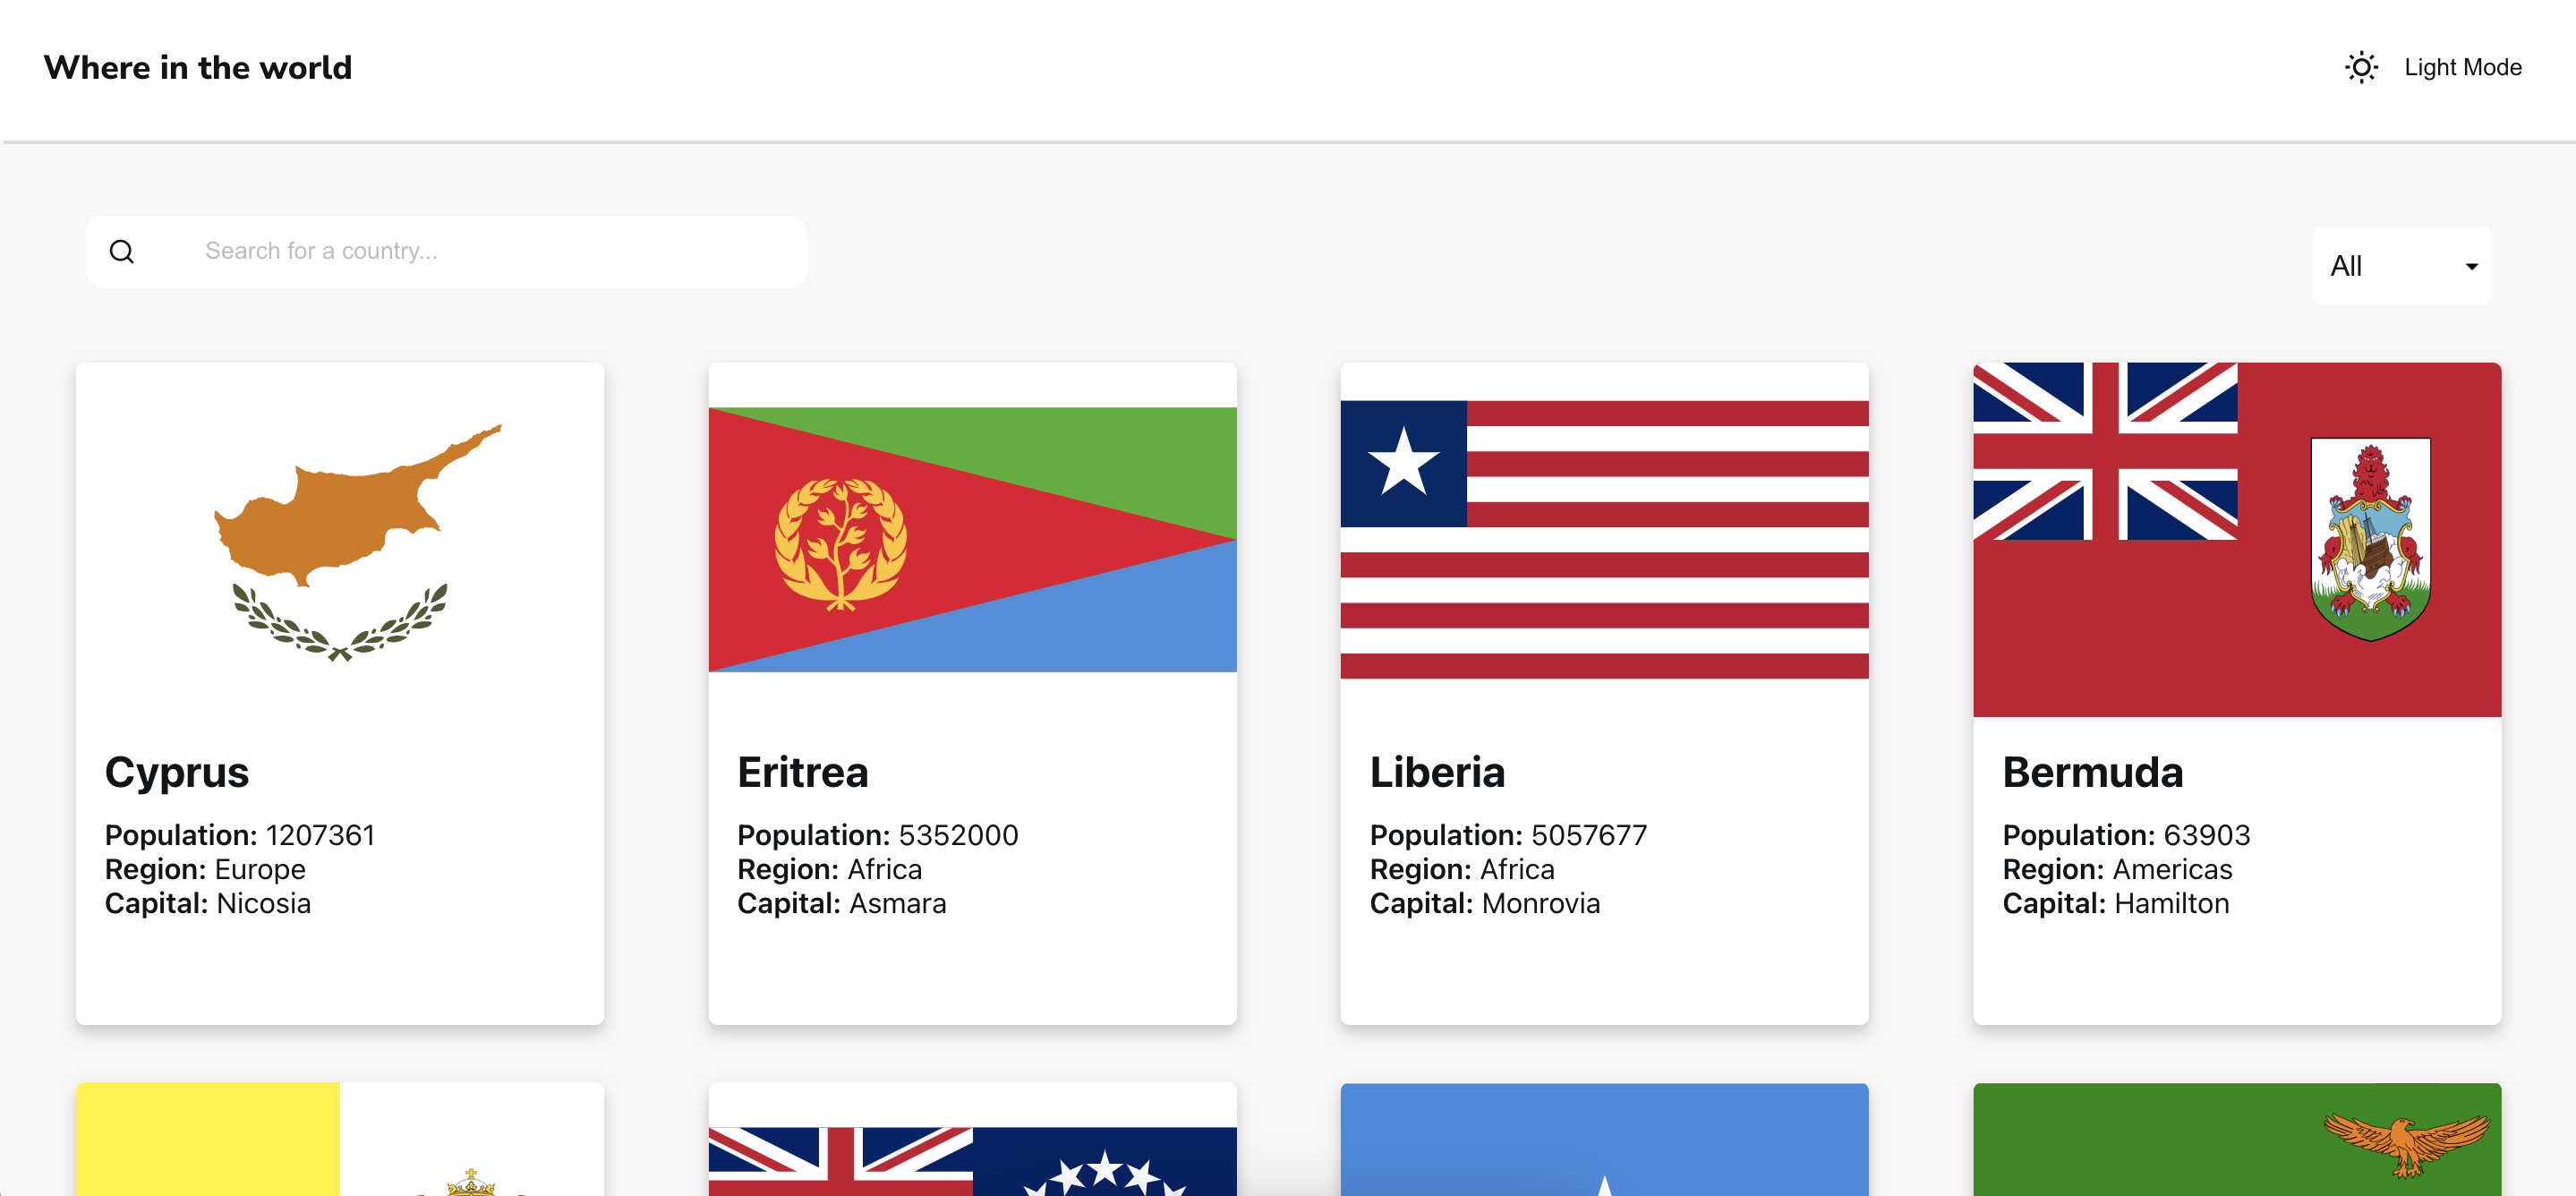 Where in the world
Light Mode
Search for a country...
All
Cyprus
Population: 1207361
Region: Europe
Capital: Nicosia
Eritrea
Population: 5352000
Region: Africa
Capital: Asmara
Liberia
Population: 5057677
Region: Africa
Capital: Monrovia
Bermuda
Population: 63903
Region: Americas
Capital: Hamilton